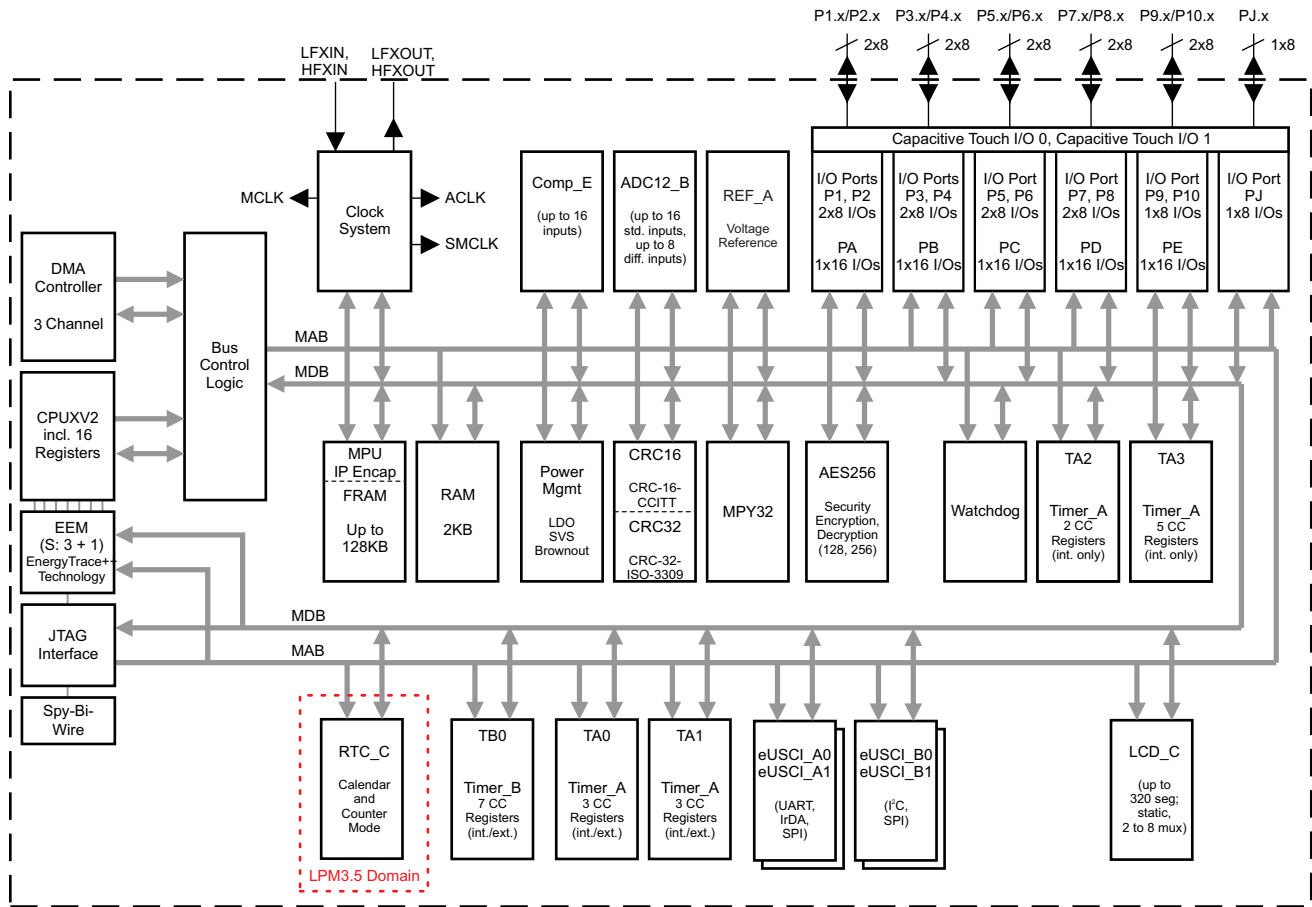 P1.x/P2.x
P3.x/P4.x
P5.x/P6.x
P7.x/P8.x
P9.x/P10.x
PJ.x
2x8
2x8
2x8
2x8
2x8
1x8
LFXIN,
HFXIN
LFXOUT,
HFXOUT
Capacitive Touch I/O 0, Capacitive Touch I/O 1
MCLK
Clock
System
ACLK
SMCLK
Comp_E
(up to 16
inputs)
ADC12_B
(up to 16
std. inputs,
up to 8
diff. inputs)
REF_A
Voltage
Reference
I/O Ports
P1, P2
2x8 I/Os
PA
1x16 I/Os
I/O Ports
P3, P4
2x8 I/Os
PB
1x16 I/Os
I/O Port
P5, P6
2x8 I/Os
PC
1x16 I/Os
I/O Port
P7, P8
2x8 I/Os
PD
1x16 I/Os
I/O Port
P9, P10
1x8 I/Os
PE
1x16 I/Os
I/O Port
PJ
1x8 I/Os
DMA
Controller
3 Channel
Bus
Control
Logic
MAB
MDB
CPUXV2
incl. 16
Registers
MPU
IP Encap
FRAM
Up to
128KB
RAM
2KB
Power
Mgmt
LDO
SVS
Brownout
CRC16
CRC-16-
CCITT
CRC32
CRC-32-
ISO-3309
MPY32
AES256
Security
Encryption,
Decryption
(128, 256)
Watchdog
TA2
Timer_A
2 CC
Registers
(int. only)
TA3
Timer_A
5 CC
Registers
(int. only)
EEM
(S: 3 + 1)
EnergyTrace++
Technology
MDB
JTAG
Interface
MAB
Spy-Bi-
Wire
RTC_C
Calendar
and
Counter
Mode
LPM3.5 Domain
TB0
Timer_B
7 CC
Registers
(int./ext.)
TA0
Timer_A
3 CC
Registers
(int./ext.)
TA1
Timer_A
3 CC
Registers
(int./ext.)
eUSCI_A0
eUSCI_A1
(UART,
IrDA,
SPI)
eUSCI_B0
eUSCI_B1
(I²C,
SPI)
LCD_C
(up to
320 seg;
static,
2 to 8 mux)